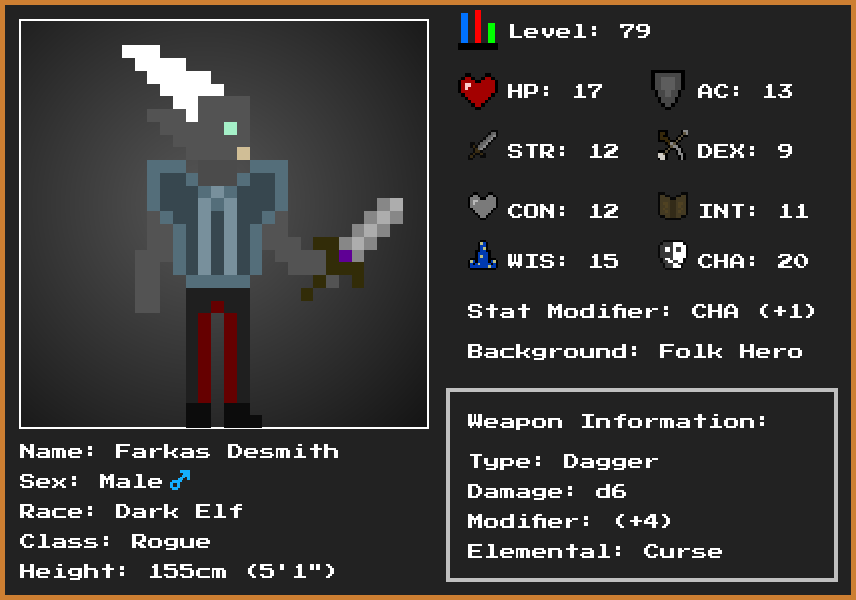 Level: 79
HP: 17 AC: 13
STR: 12 DEX: 9
CON: 12 INT: 11
WIS: 15 CHA: 20
Stat Modifier: CHA (+1)
Background: Folk Hero
Weapon Information:
Type: Dagger
Damage: d6
Modifier: (+4)
Elemental: Curse
Name: Farkas Desmith
Sex: Male ♂
Race: Dark Elf
Class: Rogue
Height: 155cm (5'1")